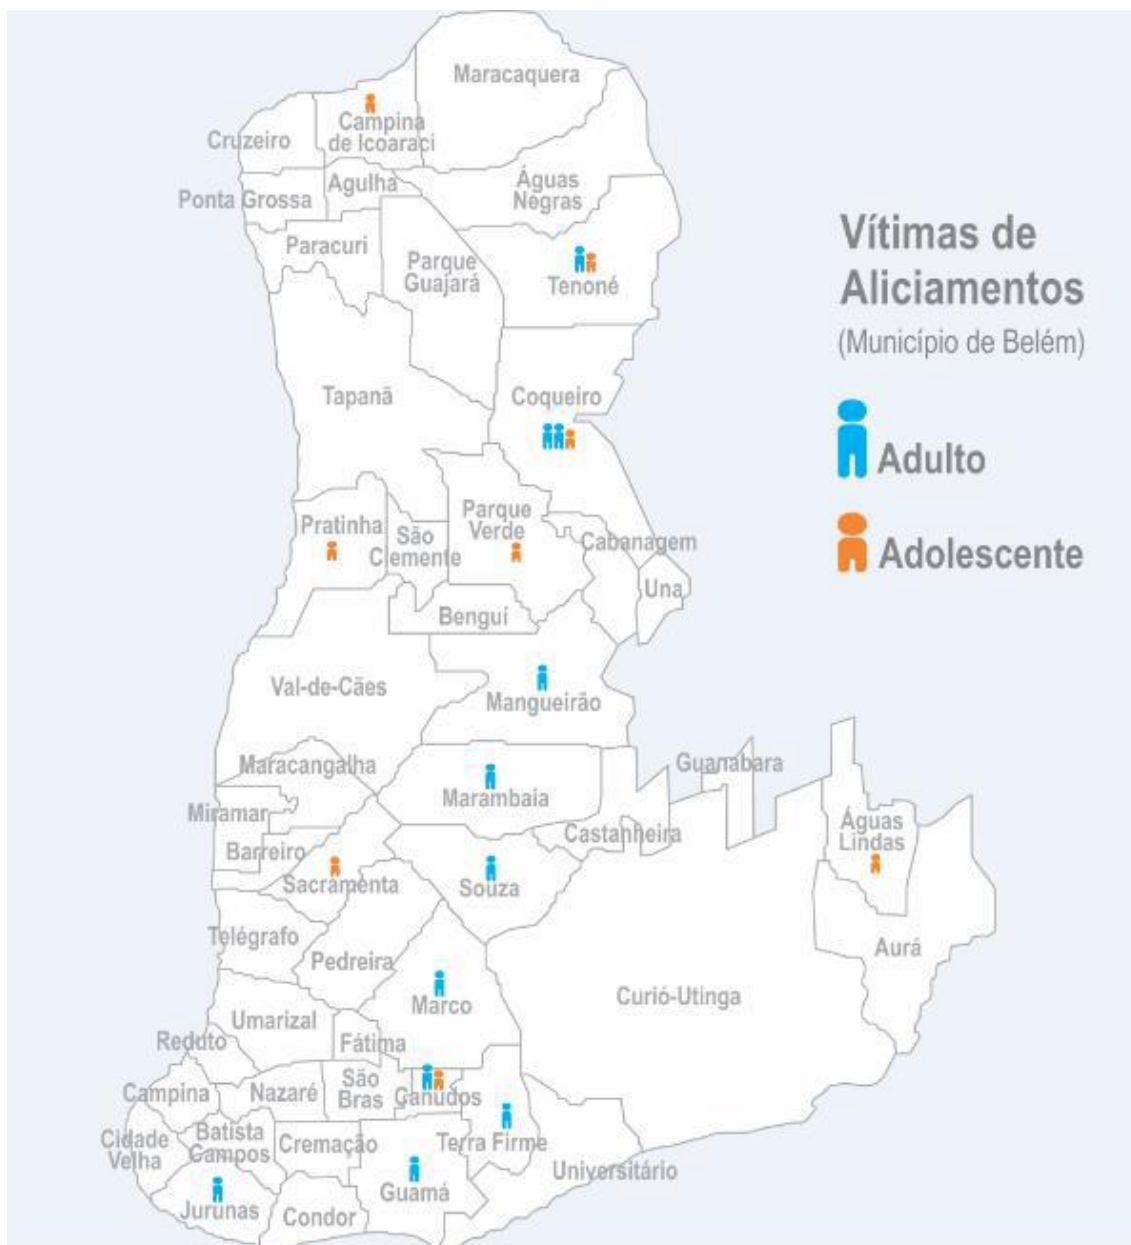 Maracaquera
Campina
de Icoaraci
Cruzeiro
Agulha
Águas
Negras
Ponta Grossa
Paracuri
Parque
Guajará
Tenoné
Vítimas de
Aliciamentos
(Município de Belém)
Tapanã
Coqueiro
Adulto
Pratinha
São
Clemente
Parque
Verde
Cabanagem
Adolescente
Una
Benguí
Val-de-Cães
Mangueirão
Maracangalha
Guanabara
Miramar
Marambaia
Castanheira
Águas
Lindas
Barreiro
Sacramenta
Souza
Telégrafo
Pedreira
Aurá
Curió-Utinga
Marco
Umarizal
Reduto
Fátima
Campina
Nazaré
São
Bras
Canudos
Cidade
Velha
Batista
Campos
Cremação
Terra Firme
Universitário
Guamá
Jurunas
Condor